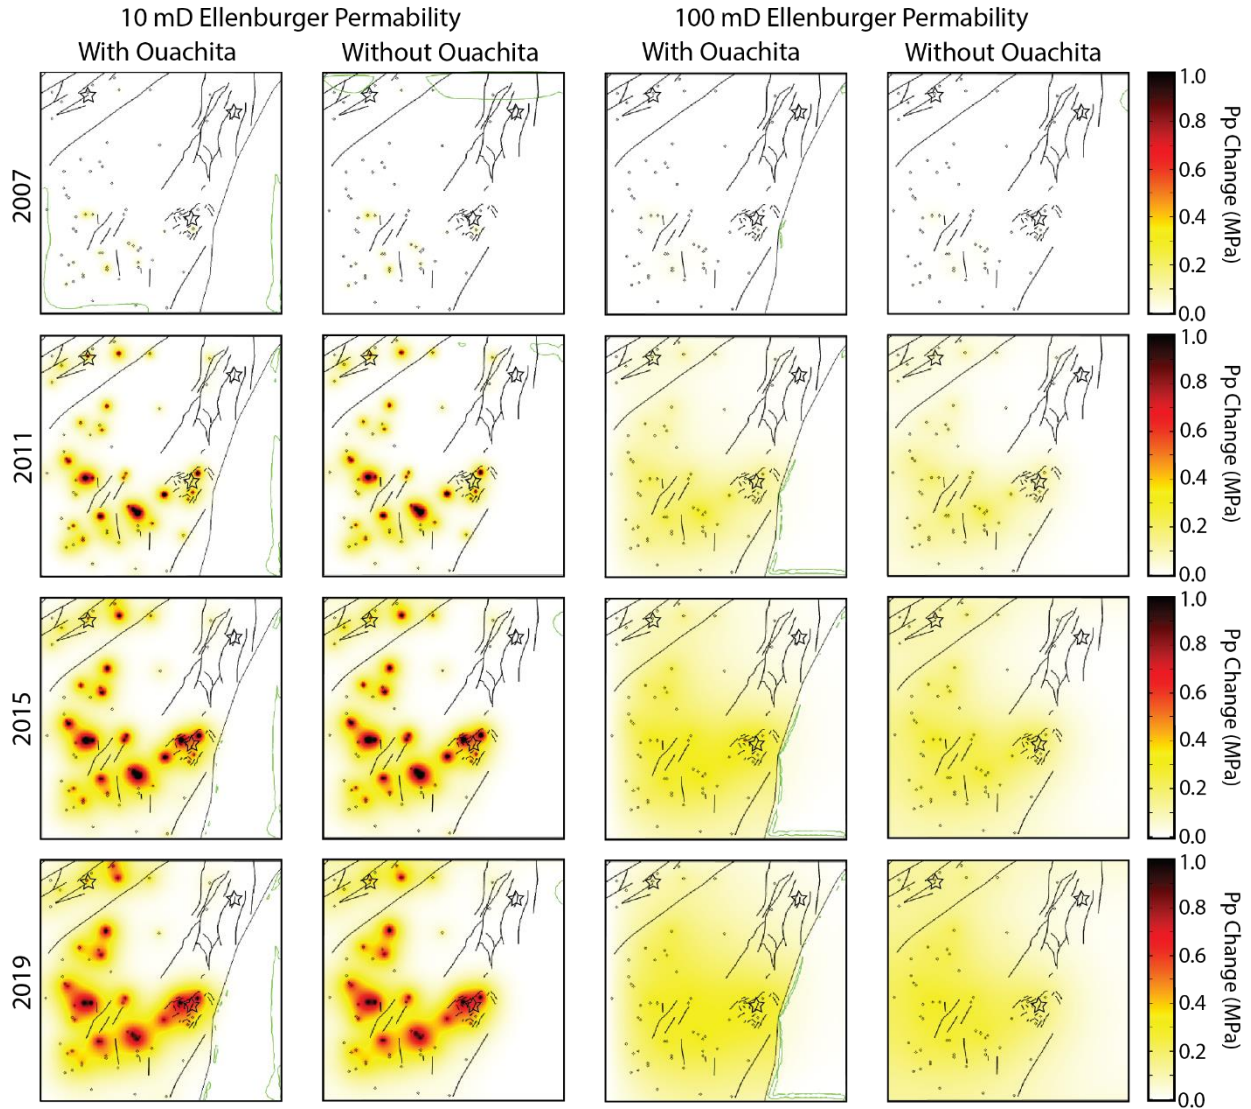 10 mD Ellenburger Permability
100 mD Ellenburger Permability
With Ouachita
Without Ouachita
With Ouachita
Without Ouachita
2007
1.0
0.8
0.6
0.4
0.2
0.0
Pp Change (MPa)
2011
1.0
0.8
0.6
0.4
0.2
0.0
Pp Change (MPa)
2015
1.0
0.8
0.6
0.4
0.2
0.0
Pp Change (MPa)
2019
1.0
0.8
0.6
0.4
0.2
0.0
Pp Change (MPa)